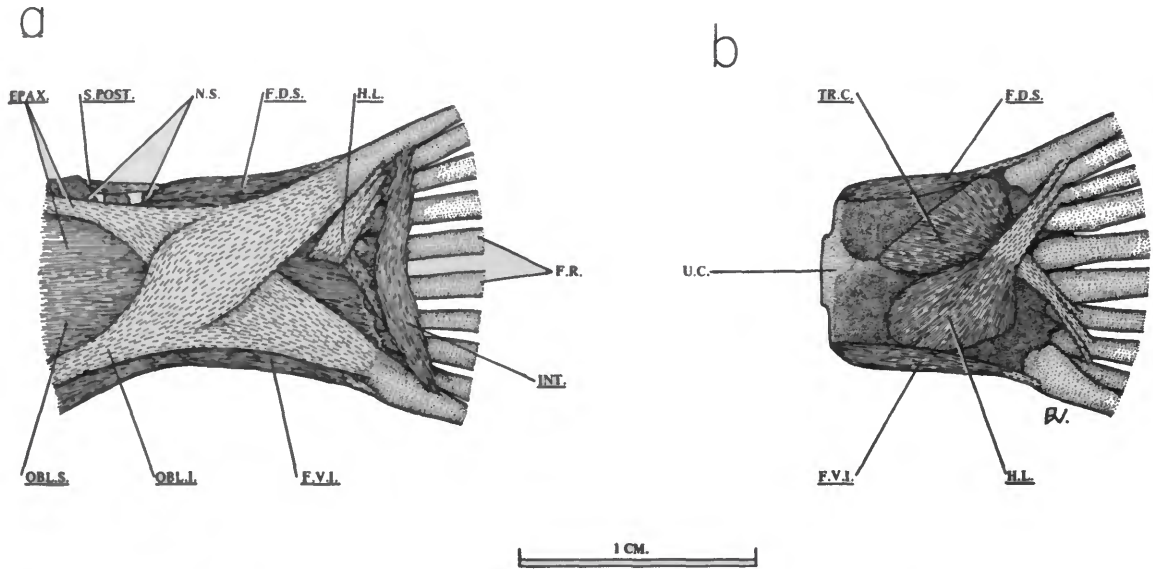 a
b
EPAX. S.POST. N.S. F.D.S. H.L.
TR.C. F.D.S.
F.R.
U.C.
INT.
OBL.S. OBL.I. F.V.I.
F.V.I. H.L.
1 CM.